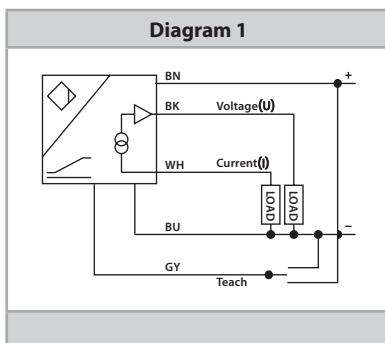 Diagram 1
BN
+
BK Voltage(U)
WH Current(I)
LOAD LOAD
BU
−
GY
Teach